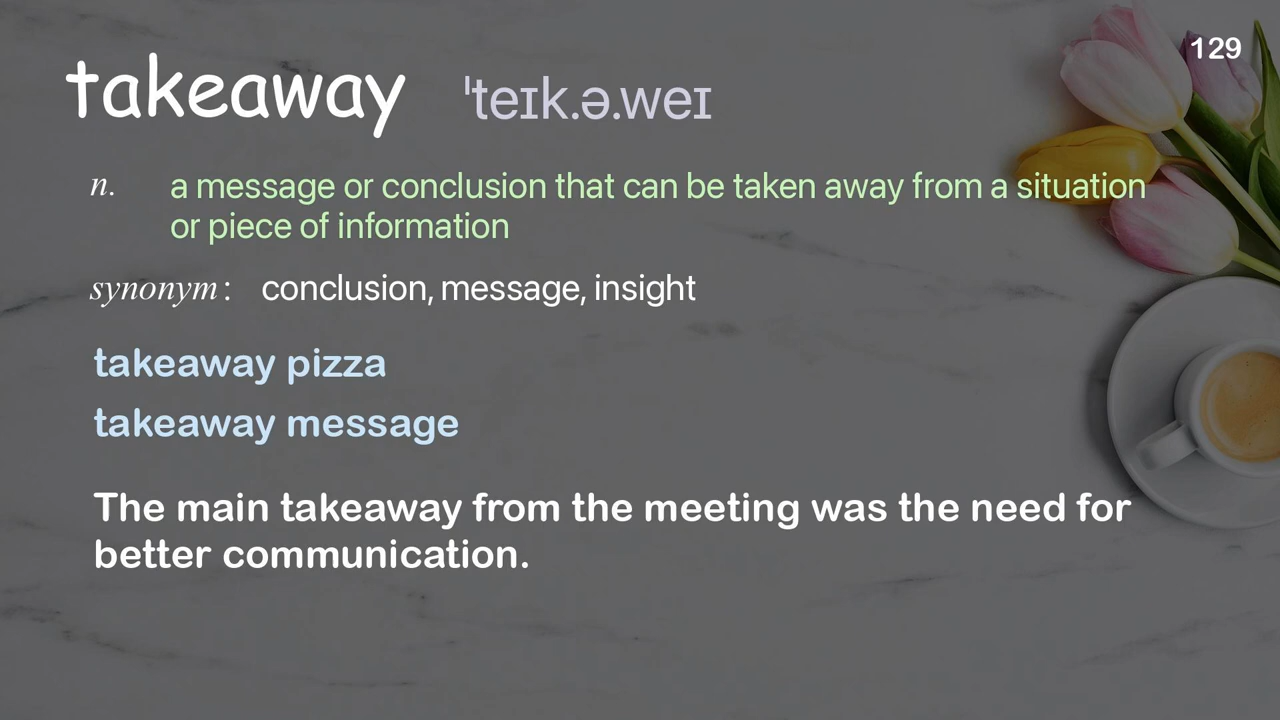 129
takeaway ˈteɪk.ə.weɪ
n. a message or conclusion that can be taken away from a situation
or piece of information
synonym: conclusion, message, insight
takeaway pizza
takeaway message
The main takeaway from the meeting was the need for
better communication.